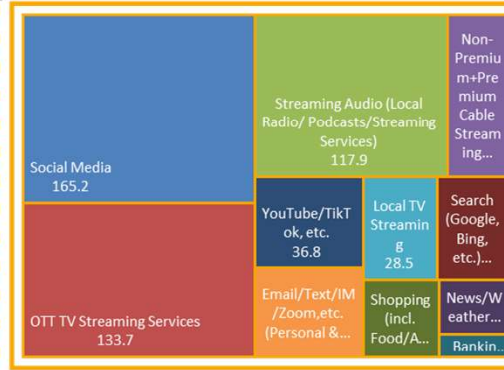 Social Media
165.2
OTT TV Streaming Services
133.7
Streaming Audio (Local
Radio/ Podcasts/Streaming
Services)
117.9
YouTube/TikT
ok, etc.
36.8
Email/Text/IM
/Zoom,etc.
(Personal &...
Local TV
Streamin
g
28.5
Shopping
(incl.
Food/A...
Non-
Premiu
m+Pre
mium
Cable
Stream
ing...
Search
(Google,
Bing,
etc.)...
News/W
eather...
Bankin...